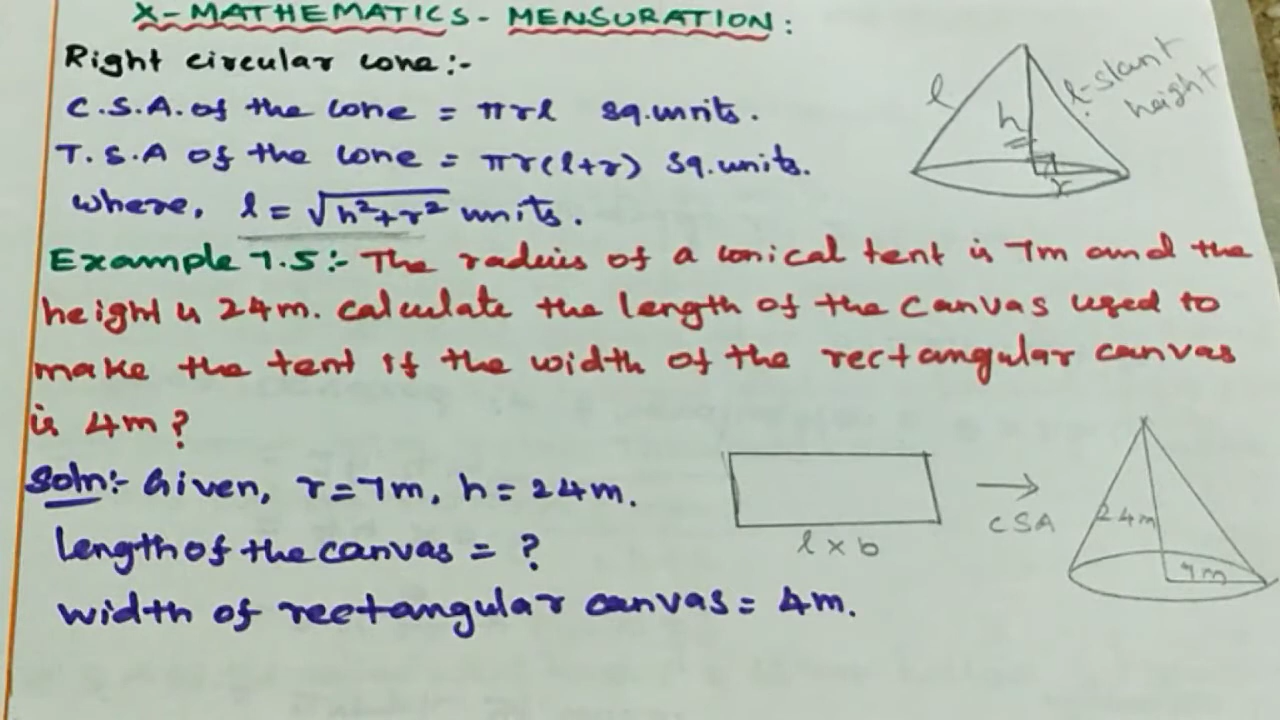 X-MATHEMATICS- MENSURATION:
Right circular cone:-
C.S.A. of the cone = πrl sq.units.
T.S.A of the cone = πr(l+r) sq.units.
where, l = √h²+r² units.
Example 7.5:- The radius of a conical tent is 7m and the
height is 24m. calculate the length of the canvas used to
make the tent if the width of the rectangular canvas
is 4m?
Soln:- Given, r=7m, h=24m.
length of the canvas = ?
width of rectangular canvas = 4m.
l
h
r
l-slant
height
l x b
CSA
24m
7m